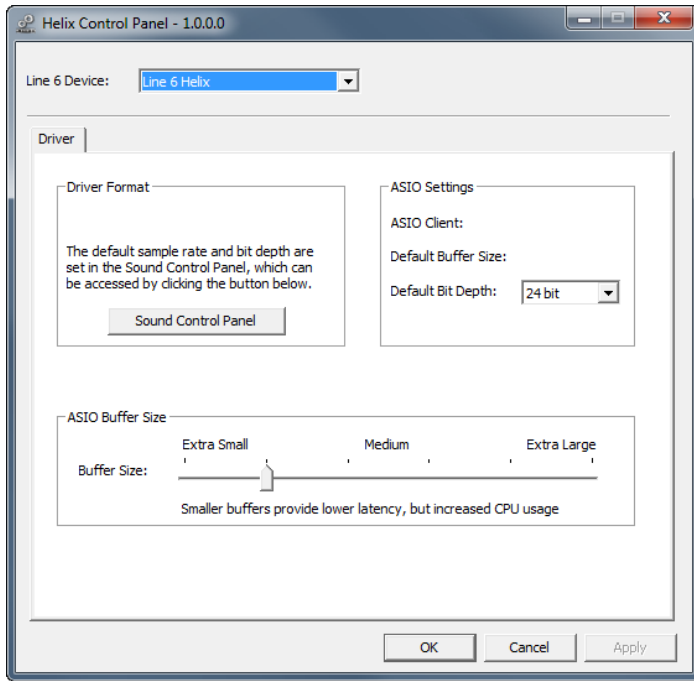 Helix Control Panel - 1.0.0.0
Line 6 Device:
Line 6 Helix
Driver
Driver Format
The default sample rate and bit depth are
set in the Sound Control Panel, which can
be accessed by clicking the button below.
Sound Control Panel
ASIO Settings
ASIO Client:
Default Buffer Size:
Default Bit Depth:
24 bit
ASIO Buffer Size
Extra Small
Medium
Extra Large
Buffer Size:
Smaller buffers provide lower latency, but increased CPU usage
OK
Cancel
Apply